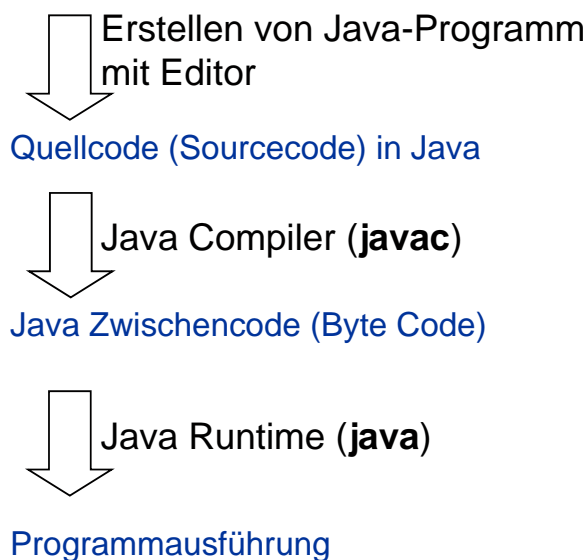 Erstellen von Java-Programm
mit Editor
Quellcode (Sourcecode) in Java
Java Compiler (javac)
Java Zwischencode (Byte Code)
Java Runtime (java)
Programmausführung